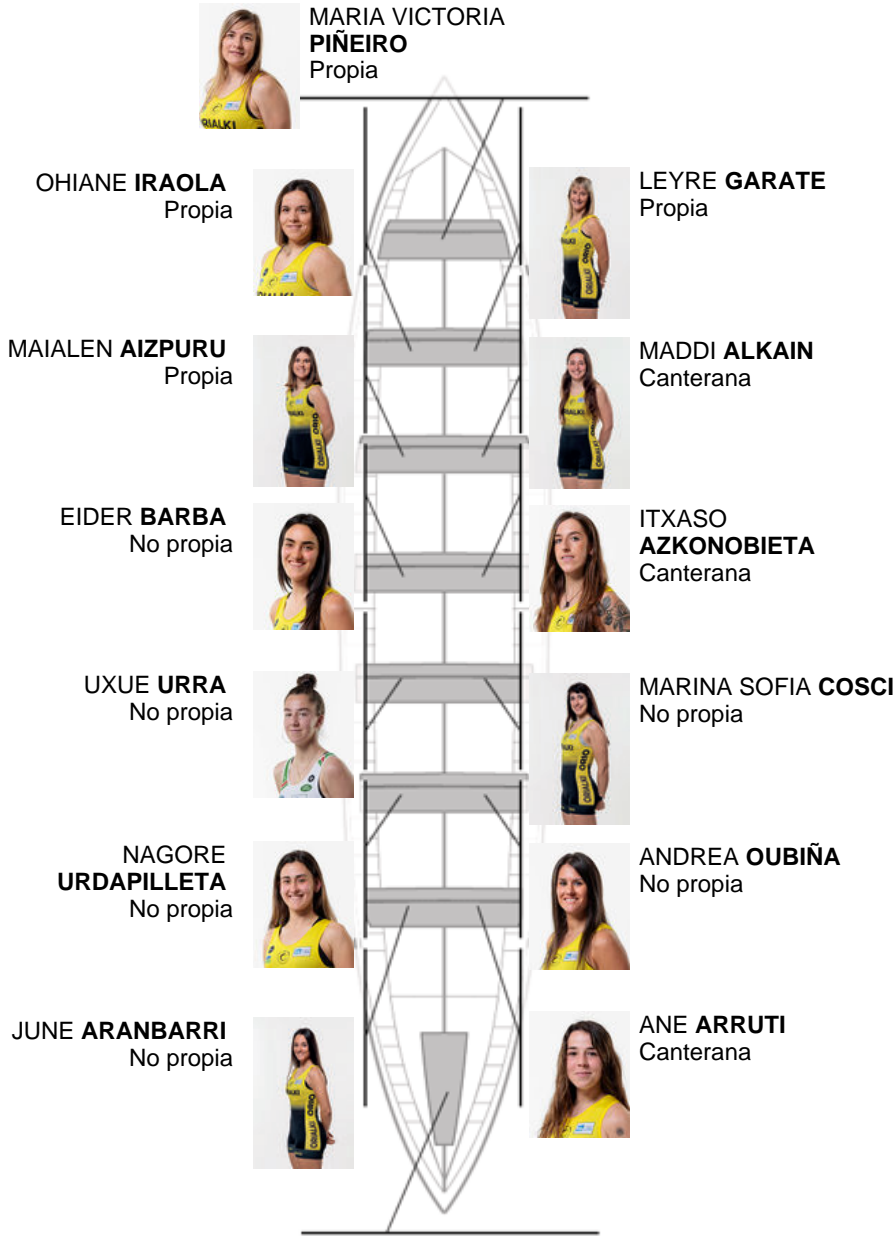 MARIA VICTORIA
PIÑEIRO
Propia
OHIANE IRAOLA
Propia
LEYRE GARATE
Propia
MAIALEN AIZPURU
Propia
MADDI ALKAIN
Canterana
EIDER BARBA
No propia
ITXASO
AZKONOBIETA
Canterana
UXUE URRA
No propia
MARINA SOFIA COSCI
No propia
NAGORE
URDAPILLETA
No propia
ANDREA OUBIÑA
No propia
JUNE ARANBARRI
No propia
ANE ARRUTI
Canterana